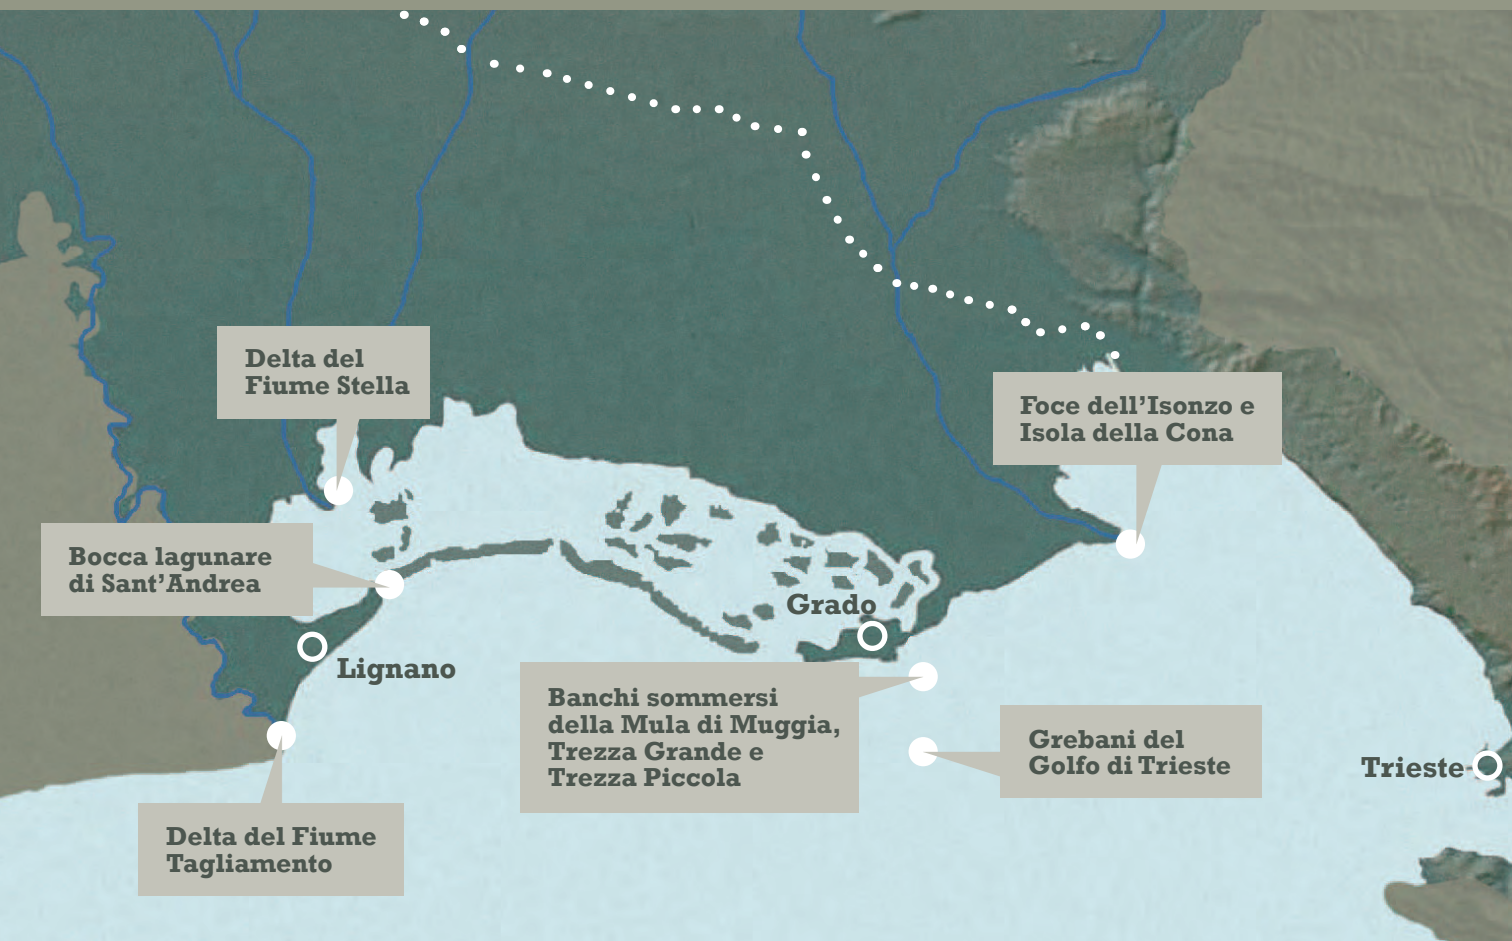 Delta del
Fiume Stella
Foce dell’Isonzo e
Isola della Cona
Bocca lagunare
di Sant’Andrea
Grado
Lignano
Banchi sommersi
della Mula di Muggia,
Trezza Grande e
Trezza Piccola
Grebani del
Golfo di Trieste
Trieste
Delta del Fiume
Tagliamento